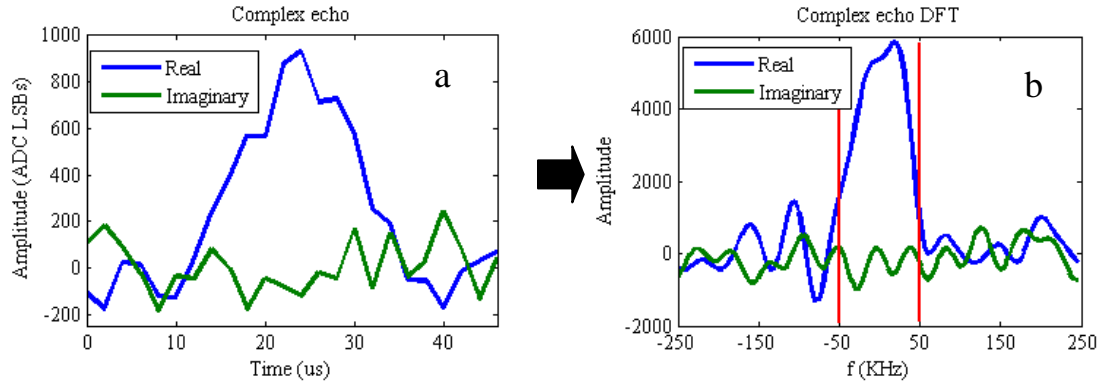 Complex echo
1000
800
600
400
200
0
-200
Amplitude (ADC LSBs)
Real
Imaginary
a
0
10
20
30
40
Time (us)
Complex echo DFT
6000
4000
2000
0
-2000
Amplitude
Real
Imaginary
b
-250
-150
-50
50
150
250
f (KHz)